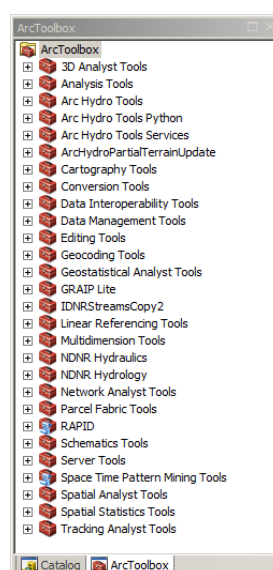 ArcToolbox
ArcToolbox
3D Analyst Tools
Analysis Tools
Arc Hydro Tools
Arc Hydro Tools Python
Arc Hydro Tools Services
ArcHydroPartialTerrainUpdate
Cartography Tools
Conversion Tools
Data Interoperability Tools
Data Management Tools
Editing Tools
Geocoding Tools
Geostatistical Analyst Tools
GRAIP Lite
IDNRStreamsCopy2
Linear Referencing Tools
Multidimension Tools
NDNR Hydraulics
NDNR Hydrology
Network Analyst Tools
Parcel Fabric Tools
RAPID
Schematics Tools
Server Tools
Space Time Pattern Mining Tools
Spatial Analyst Tools
Spatial Statistics Tools
Tracking Analyst Tools
Catalog ArcToolbox